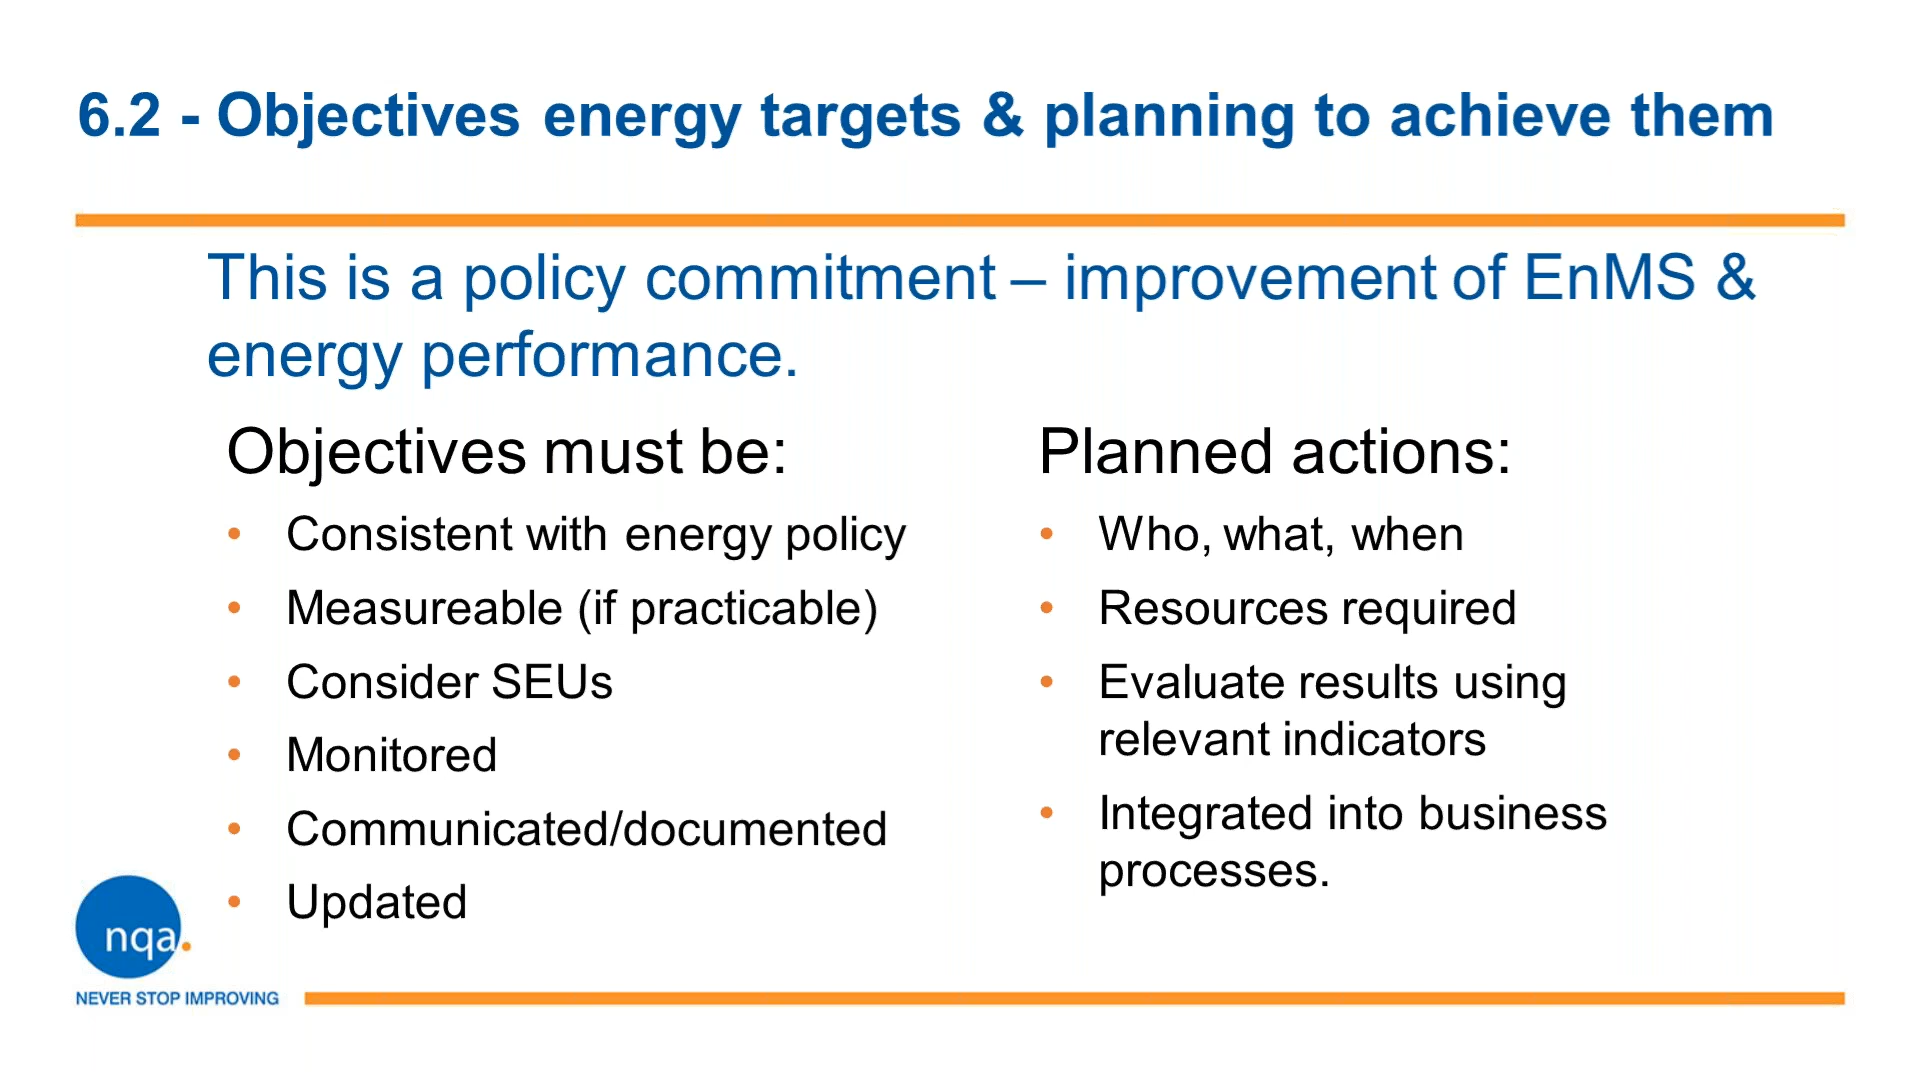 6.2 - Objectives energy targets & planning to achieve them
This is a policy commitment – improvement of EnMS &
energy performance.
Objectives must be:
• Consistent with energy policy
• Measureable (if practicable)
• Consider SEUs
• Monitored
• Communicated/documented
• Updated
Planned actions:
• Who, what, when
• Resources required
• Evaluate results using
relevant indicators
• Integrated into business
processes.
nqa.
NEVER STOP IMPROVING